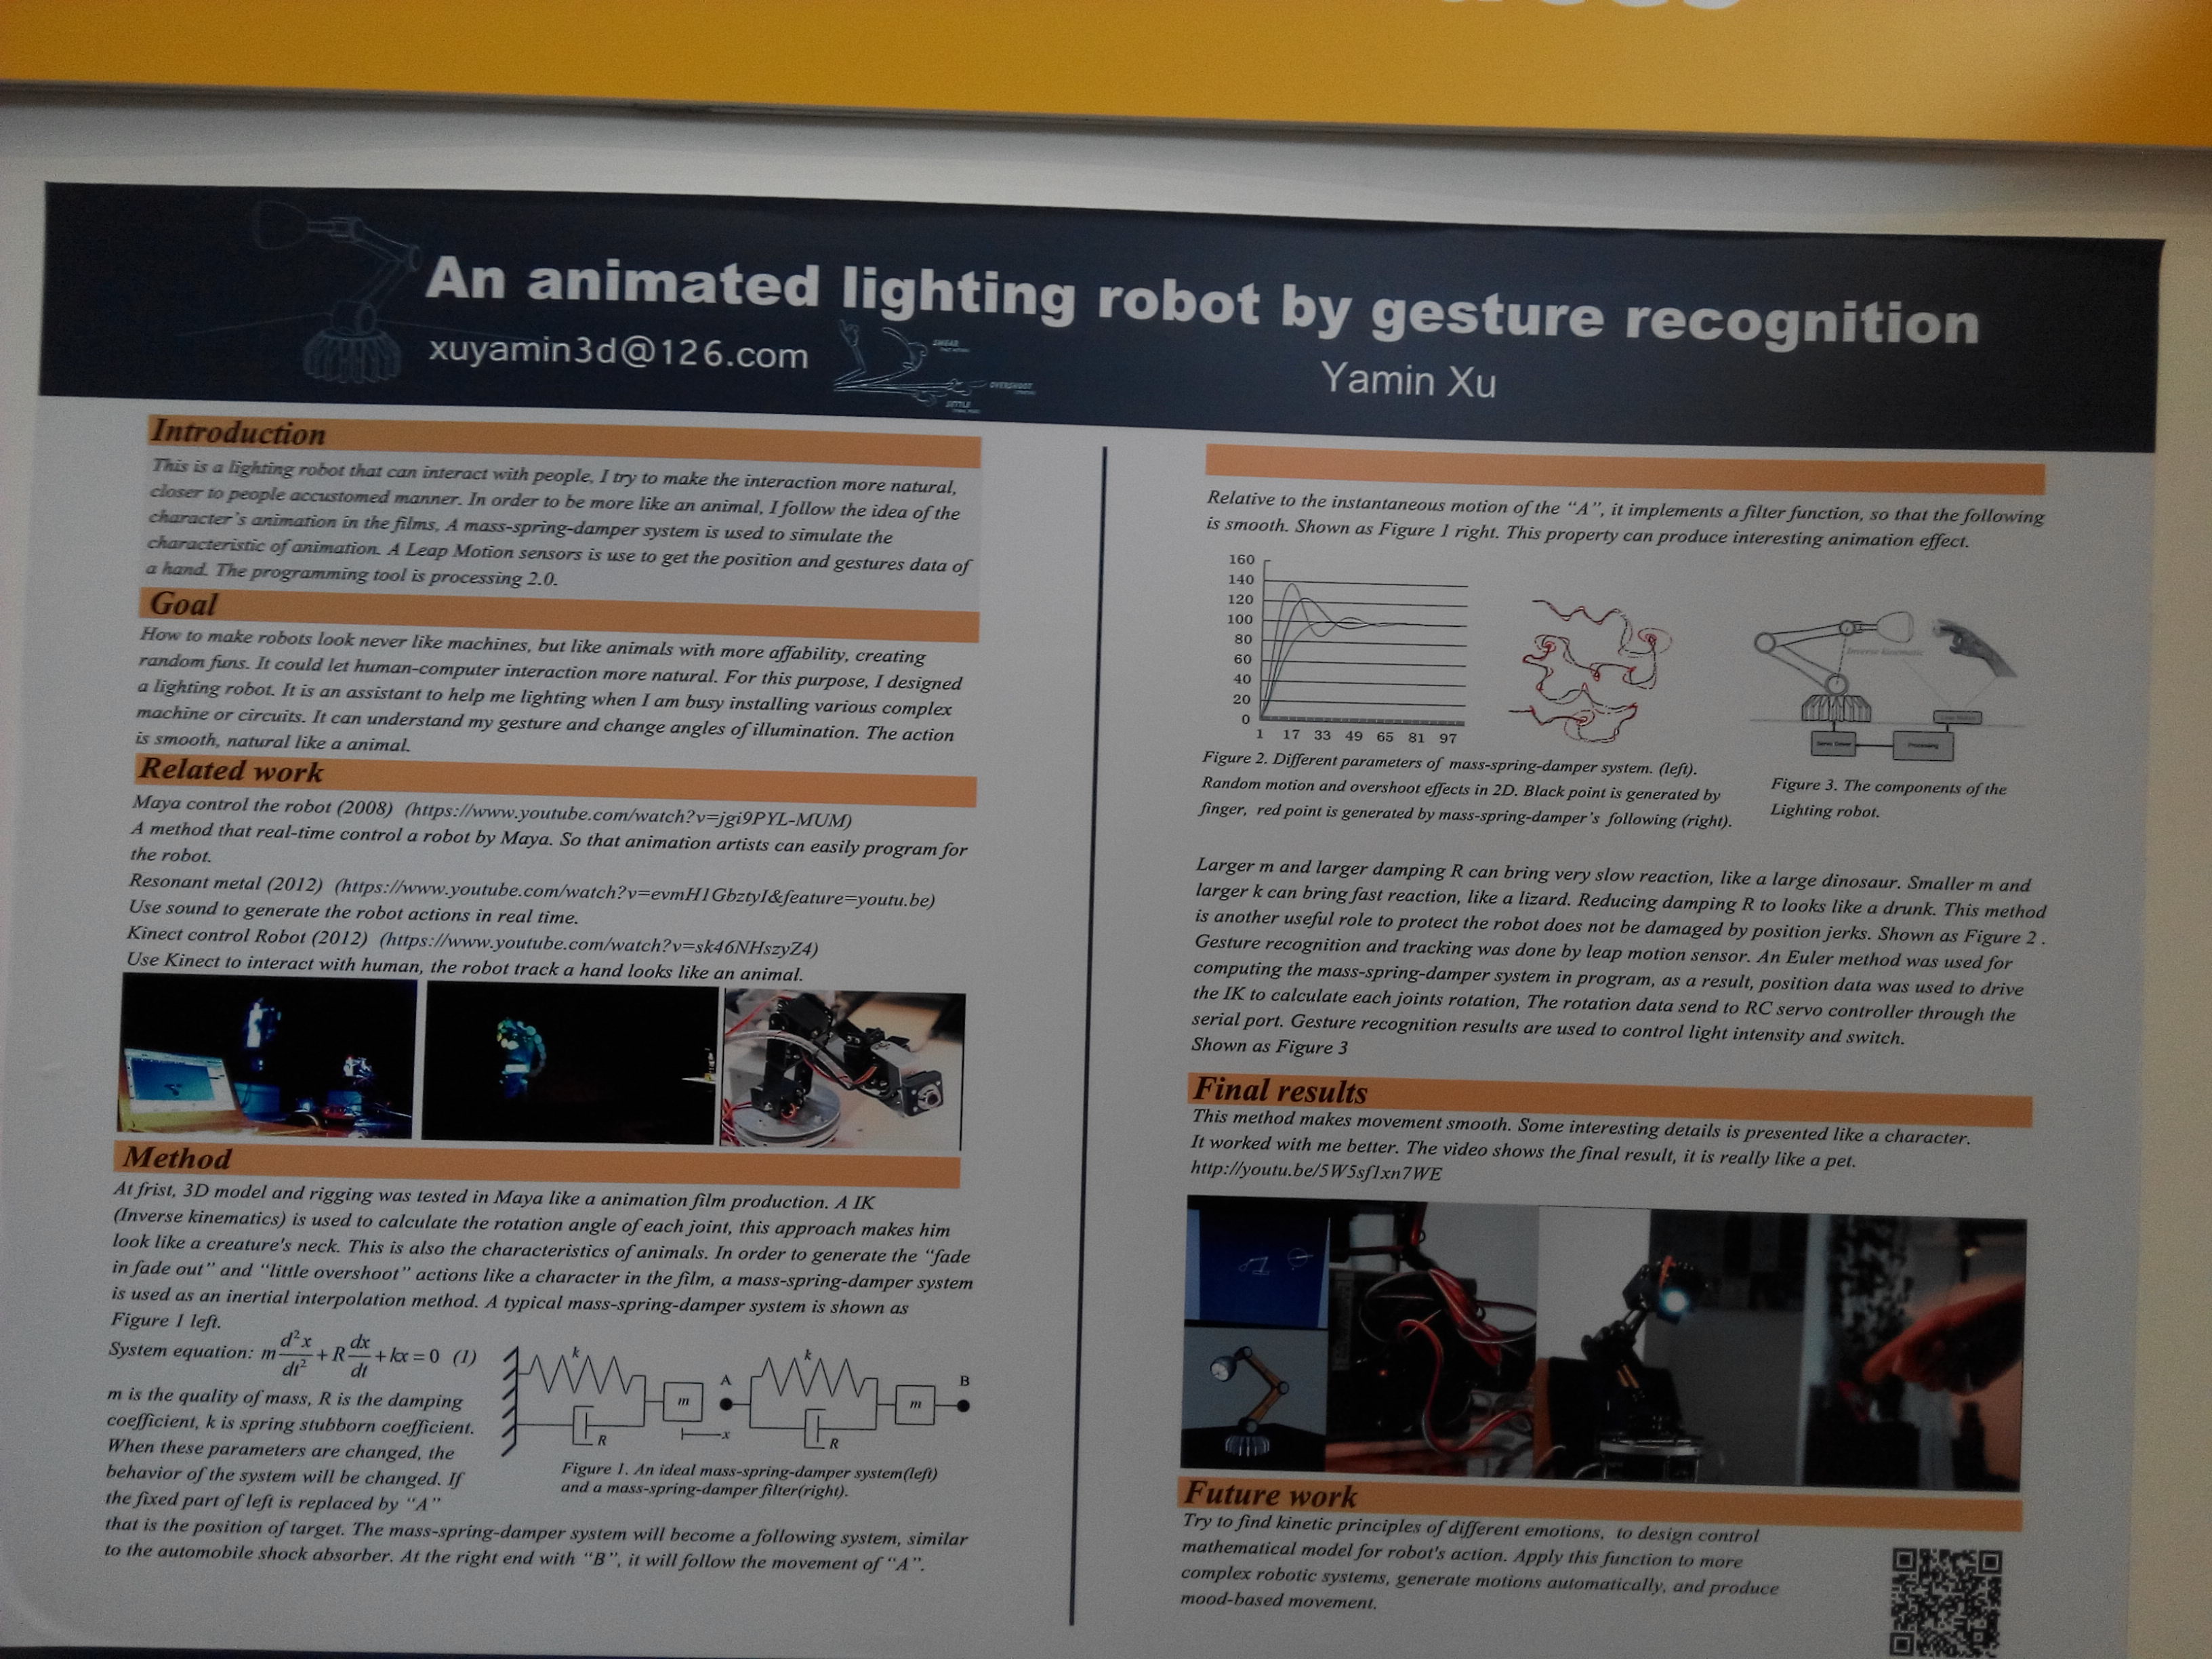 An animated lighting robot by gesture recognition
xuyamin3d@126.com
Yamin Xu
SMEAR
OVERSHOOT
SETTLE
Introduction
This is a lighting robot that can interact with people, I try to make the interaction more natural,
closer to people accustomed manner. In order to be more like an animal, I follow the idea of the
character's animation in the films, A mass-spring-damper system is used to simulate the
characteristic of animation. A Leap Motion sensors is use to get the position and gestures data of
a hand. The programming tool is processing 2.0.
Goal
How to make robots look never like machines, but like animals with more affability, creating
random funs. It could let human-computer interaction more natural. For this purpose, I designed
a lighting robot. It is an assistant to help me lighting when I am busy installing various complex
machine or circuits. It can understand my gesture and change angles of illumination. The action
is smooth, natural like a animal.
Related work
Maya control the robot (2008) (https://www.youtube.com/watch?v=jgi9PYL-MUM)
A method that real-time control a robot by Maya. So that animation artists can easily program for
the robot.
Resonant metal (2012) (https://www.youtube.com/watch?v=evmH1GbztyI&feature=youtu.be)
Use sound to generate the robot actions in real time.
Kinect control Robot (2012) (https://www.youtube.com/watch?v=sk46NHszyZ4)
Use Kinect to interact with human, the robot track a hand looks like an animal.
Method
At frist, 3D model and rigging was tested in Maya like a animation film production. A IK
(Inverse kinematics) is used to calculate the rotation angle of each joint, this approach makes him
look like a creature's neck. This is also the characteristics of animals. In order to generate the "fade
in fade out" and "little overshoot" actions like a character in the film, a mass-spring-damper system
is used as an inertial interpolation method. A typical mass-spring-damper system is shown as
Figure 1 left.
System equation: m d²x/dt² + R dx/dt + kx = 0 (1)
m is the quality of mass, R is the damping
coefficient, k is spring stubborn coefficient.
When these parameters are changed, the
behavior of the system will be changed. If
the fixed part of left is replaced by "A"
that is the position of target. The mass-spring-damper system will become a following system, similar
to the automobile shock absorber. At the right end with "B", it will follow the movement of "A".
k
m
R
x
A
k
m
R
B
Figure 1. An ideal mass-spring-damper system(left)
and a mass-spring-damper filter(right).
Relative to the instantaneous motion of the "A", it implements a filter function, so that the following
is smooth. Shown as Figure 1 right. This property can produce interesting animation effect.
160
140
120
100
80
60
40
20
0
1 17 33 49 65 81 97
Inverse kinematic
Processing
Figure 2. Different parameters of mass-spring-damper system. (left).
Random motion and overshoot effects in 2D. Black point is generated by
finger, red point is generated by mass-spring-damper's following (right).
Figure 3. The components of the
Lighting robot.
Larger m and larger damping R can bring very slow reaction, like a large dinosaur. Smaller m and
larger k can bring fast reaction, like a lizard. Reducing damping R to looks like a drunk. This method
is another useful role to protect the robot does not be damaged by position jerks. Shown as Figure 2 .
Gesture recognition and tracking was done by leap motion sensor. An Euler method was used for
computing the mass-spring-damper system in program, as a result, position data was used to drive
the IK to calculate each joints rotation, The rotation data send to RC servo controller through the
serial port. Gesture recognition results are used to control light intensity and switch.
Shown as Figure 3
Final results
This method makes movement smooth. Some interesting details is presented like a character.
It worked with me better. The video shows the final result, it is really like a pet.
http://youtu.be/5W5sf1xn7WE
Future work
Try to find kinetic principles of different emotions, to design control
mathematical model for robot's action. Apply this function to more
complex robotic systems, generate motions automatically, and produce
mood-based movement.